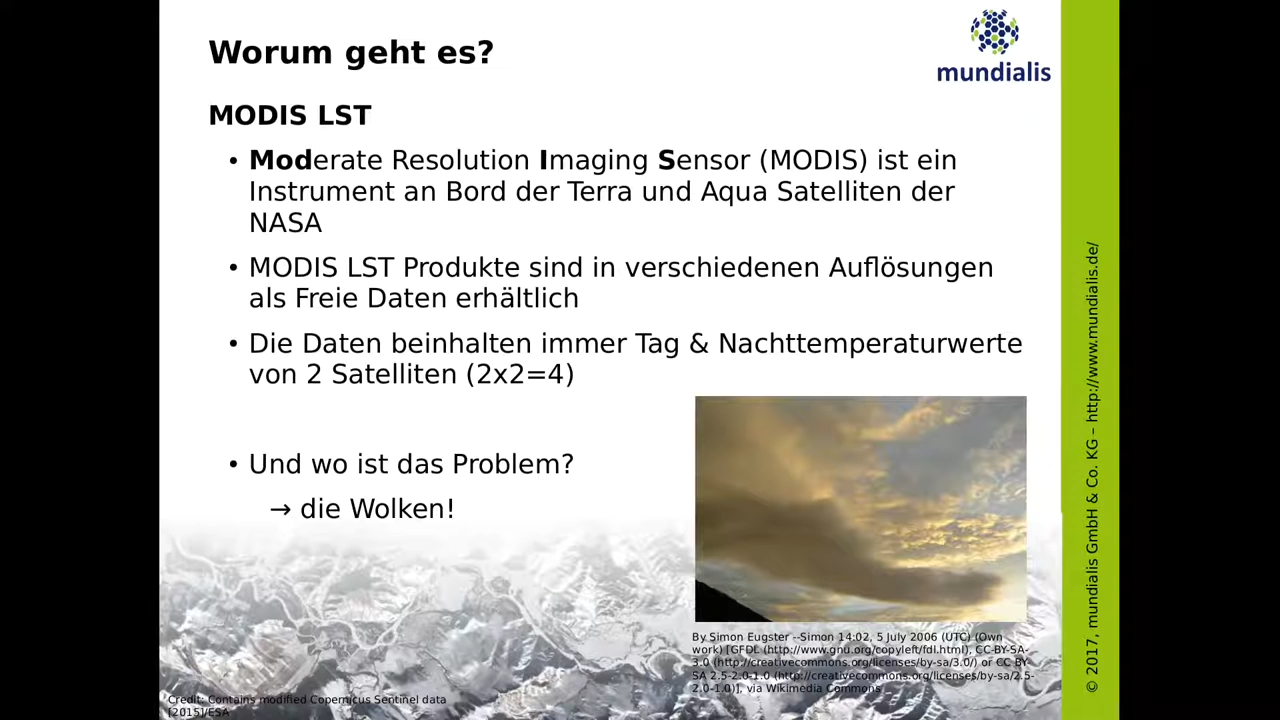 Worum geht es?
mundialis
MODIS LST
• Moderate Resolution Imaging Sensor (MODIS) ist ein
Instrument an Bord der Terra und Aqua Satelliten der
NASA
• MODIS LST Produkte sind in verschiedenen Auflösungen
als Freie Daten erhältlich
• Die Daten beinhalten immer Tag & Nachttemperaturwerte
von 2 Satelliten (2x2=4)
• Und wo ist das Problem?
→ die Wolken!
By Simon Eugster --Simon 14:02, 5 July 2006 (UTC) (Own
work) [GFDL (http://www.gnu.org/copyleft/fdl.html), CC-BY-SA-
3.0 (http://creativecommons.org/licenses/by-sa/3.0/) or CC BY-
SA 2.5-2.0-1.0 (http://creativecommons.org/licenses/by-sa/2.5-
2.0-1.0)], via Wikimedia Commons
Credit: Contains modified Copernicus Sentinel data
[2015]/ESA
© 2017, mundialis GmbH & Co. KG – http://www.mundialis.de/